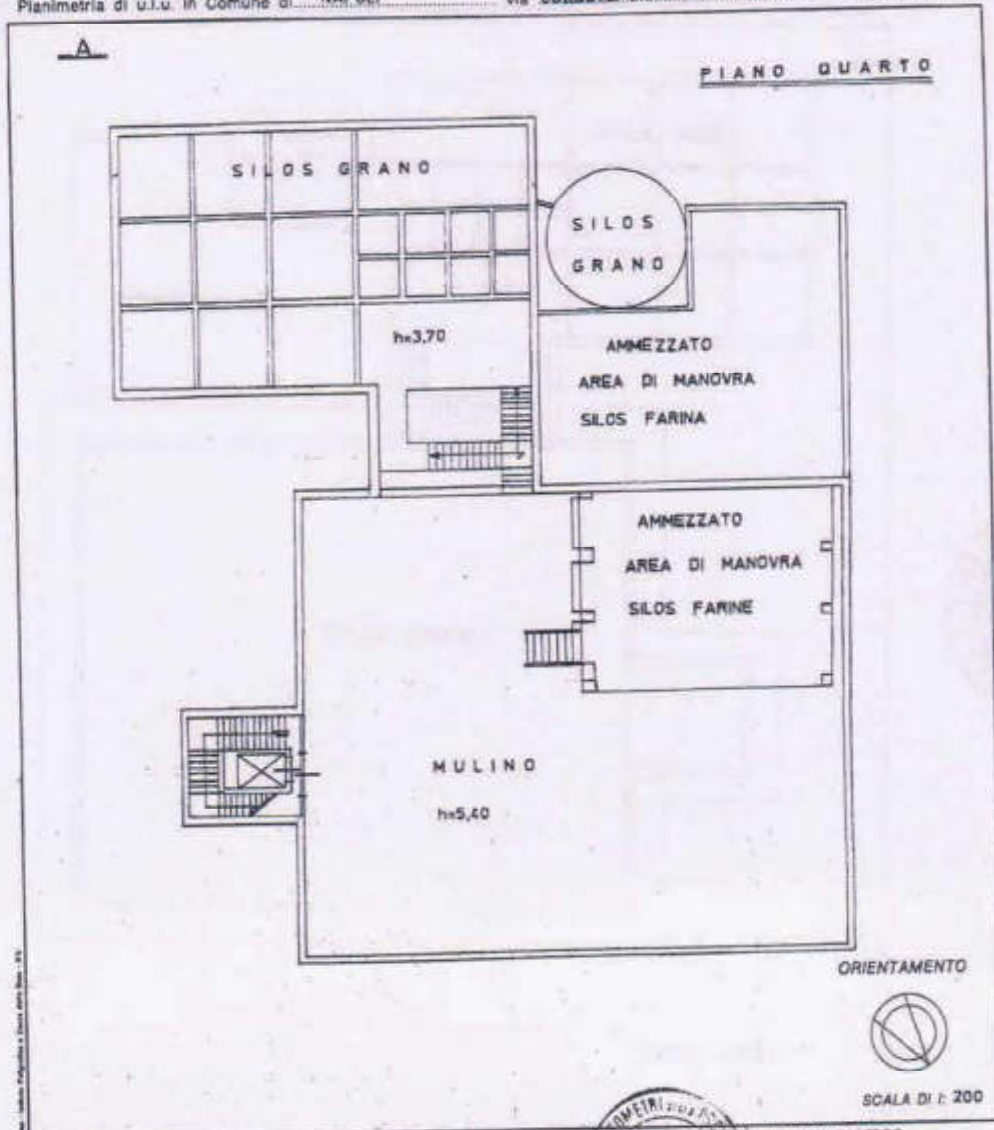 Planimetria di u.i.u. in Comune di
via
A
PIANO QUARTO
SILOS GRANO
SILOS
GRANO
h=3,70
AMMEZZATO
AREA DI MANOVRA
SILOS FARINA
AMMEZZATO
AREA DI MANOVRA
SILOS FARINE
MULINO
h=5,40
ORIENTAMENTO
SCALA DI 1: 200